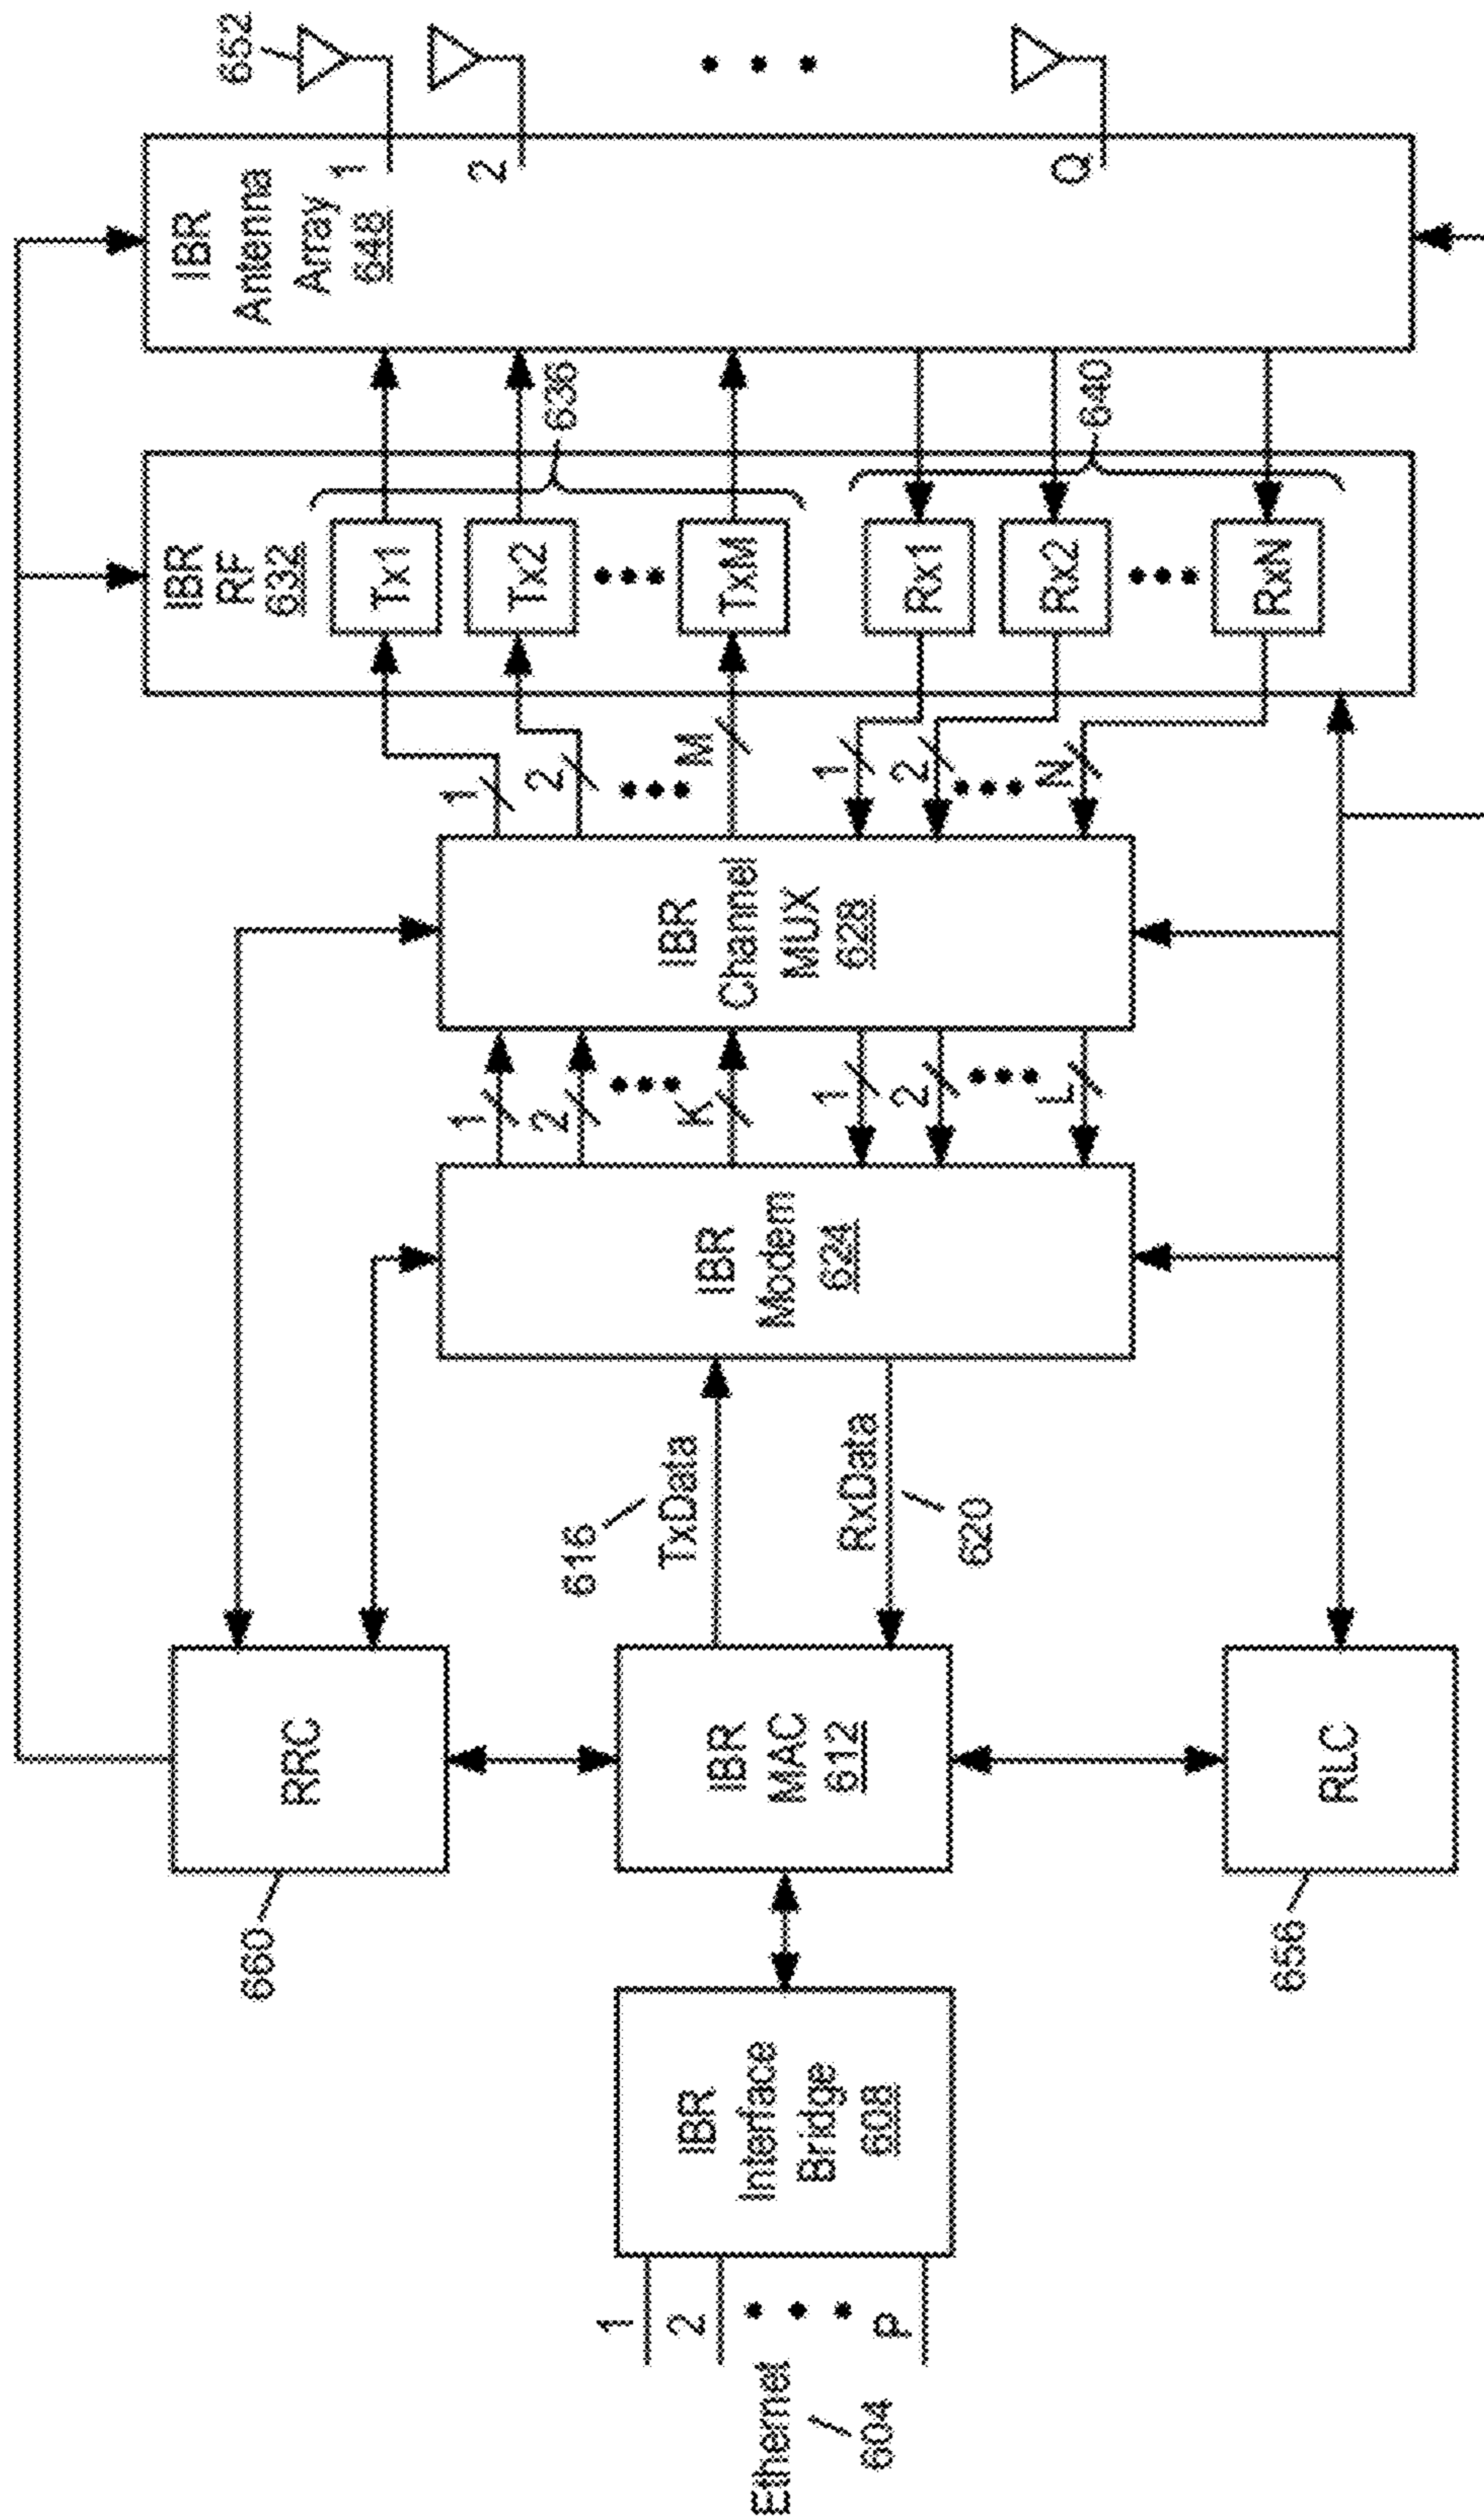 Ethernet
604
1
2
P
IBR
Interface
Bridge
608
660
RRC
IBR
MAC
612
656
RLC
616
TxData
RxData
620
IBR
Modem
624
1
2
K
1
2
L
IBR
Channel
MUX
628
1
2
M
1
2
N
IBR
RF
632
Tx1
Tx2
TxM
Rx1
Rx2
RxN
636
640
IBR
Antenna
Array
648
1
2
Q
652